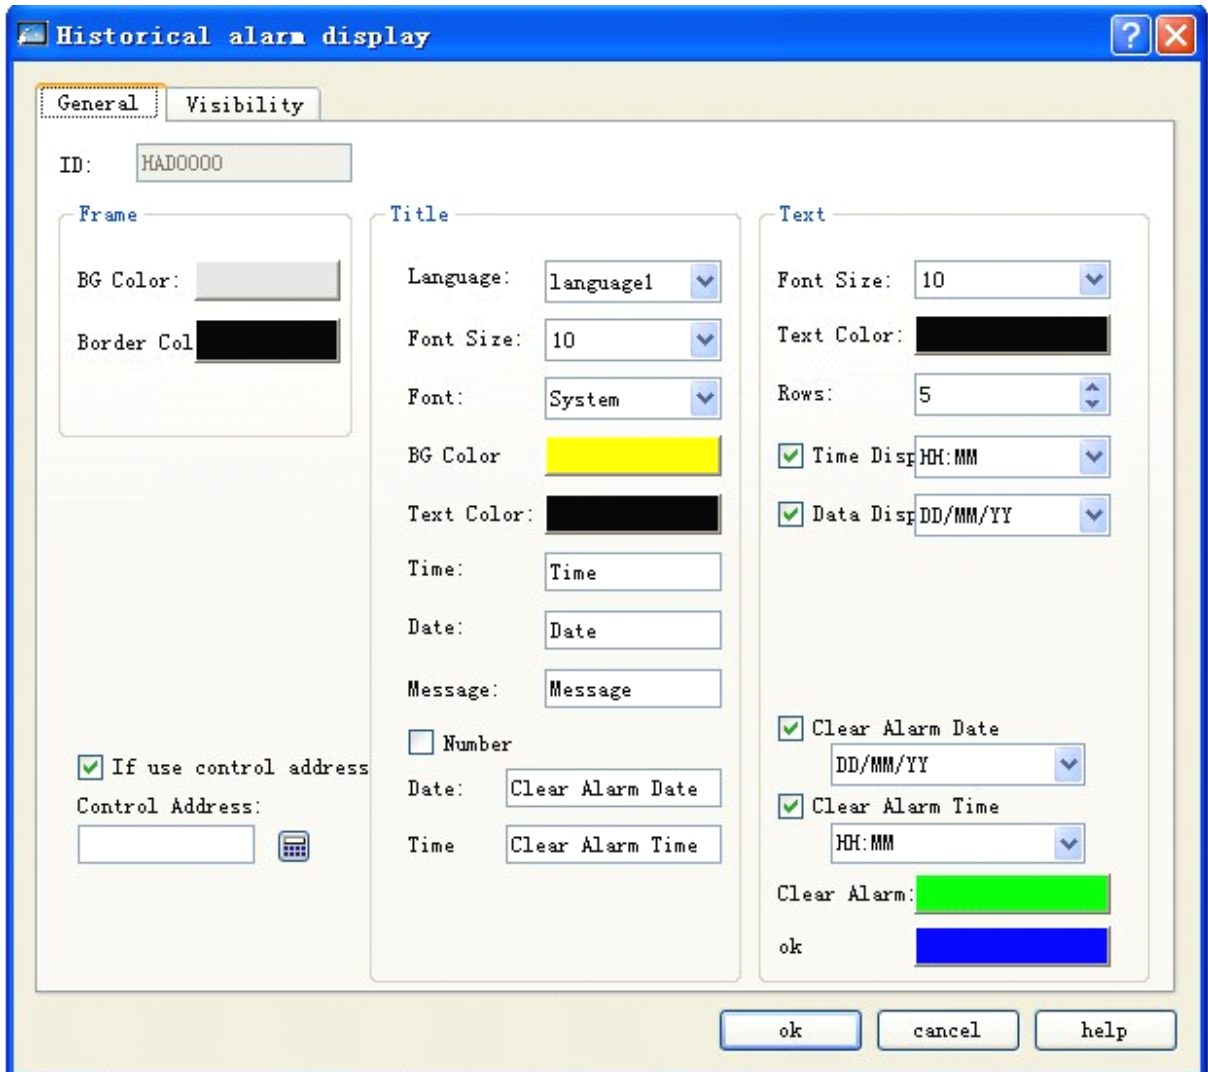 Historical alarm display
General
Visibility
ID:
HAD0000
Frame
BG Color:
Border Col
If use control address
Control Address:
Title
Language:
language1
Font Size:
10
Font:
System
BG Color
Text Color:
Time:
Time
Date:
Date
Message:
Message
Number
Date:
Clear Alarm Date
Time
Clear Alarm Time
Text
Font Size:
10
Text Color:
Rows:
5
Time Disp
HH:MM
Data Disp
DD/MM/YY
Clear Alarm Date
DD/MM/YY
Clear Alarm Time
HH:MM
Clear Alarm:
ok
ok
cancel
help